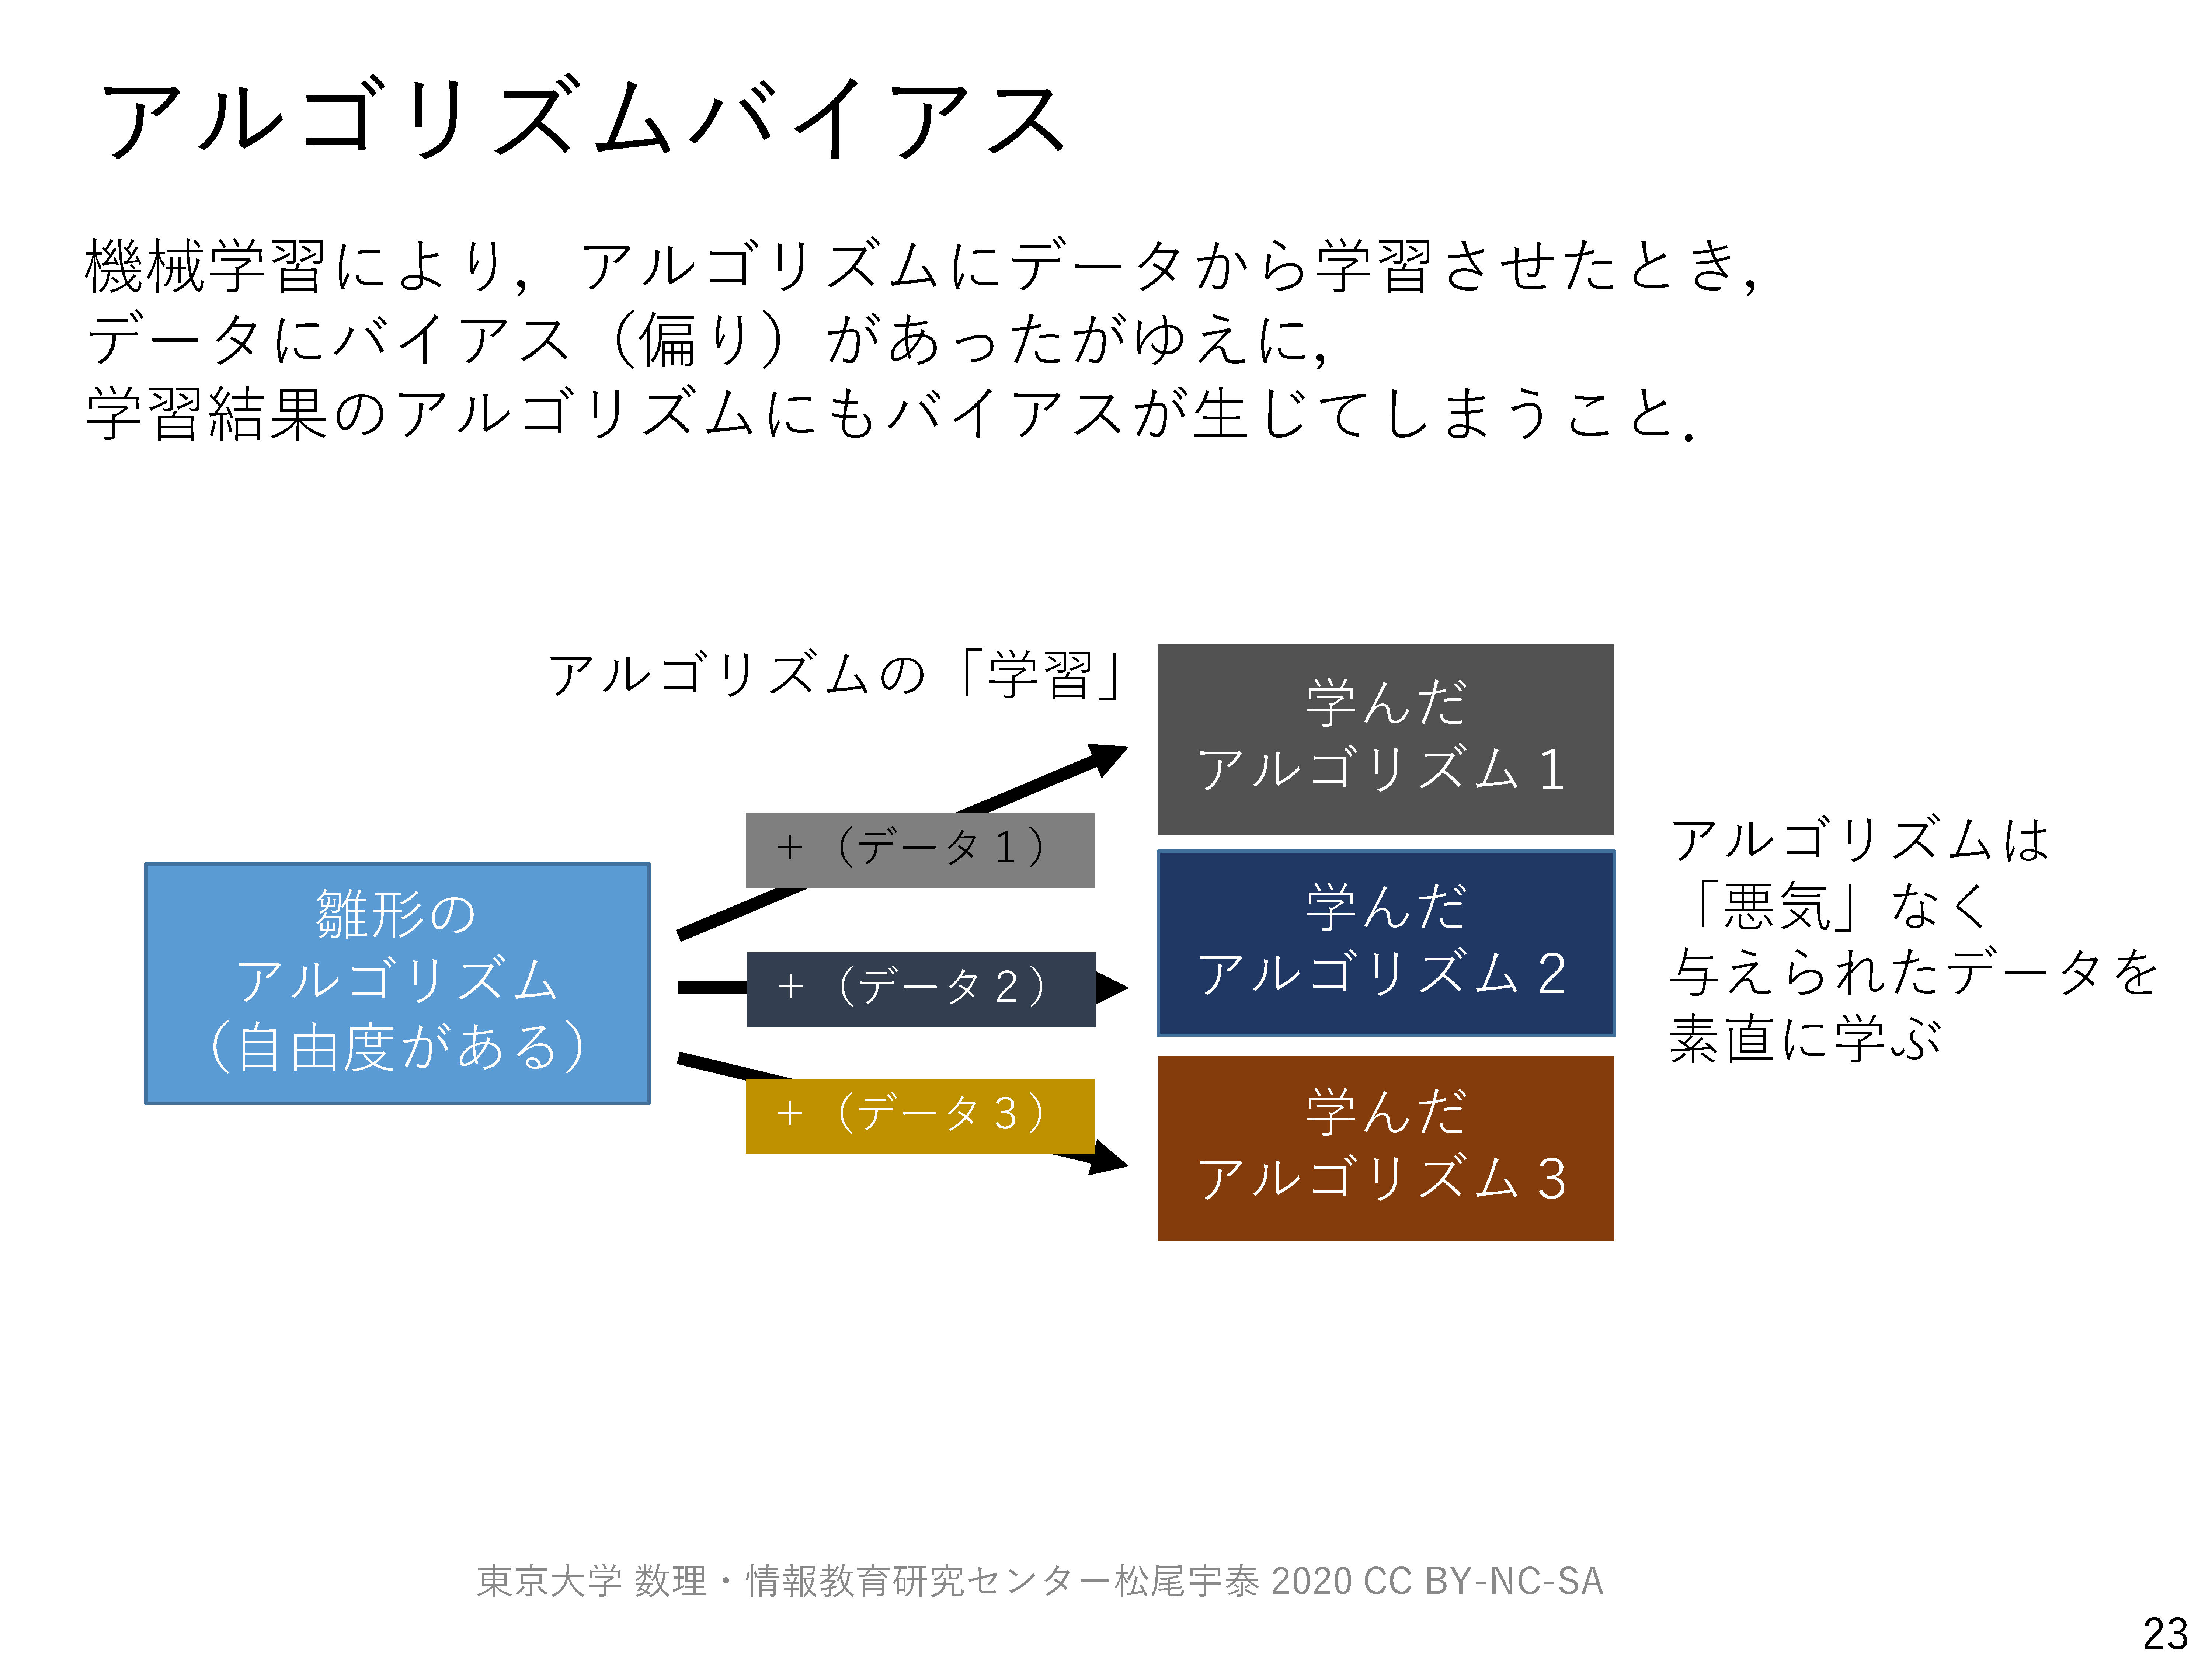 アルゴリズムバイアス
機械学習により，アルゴリズムにデータから学習させたとき，
データにバイアス（偏り）があったがゆえに，
学習結果のアルゴリズムにもバイアスが生じてしまうこと．
アルゴリズムの「学習」
雛形の
アルゴリズム
（自由度がある）
＋（データ１）
＋（データ２）
＋（データ３）
学んだ
アルゴリズム 1
学んだ
アルゴリズム 2
学んだ
アルゴリズム 3
アルゴリズムは
「悪気」なく
与えられたデータを
素直に学ぶ
東京大学 数理・情報教育研究センター松尾宇泰 2020 CC BY-NC-SA
23